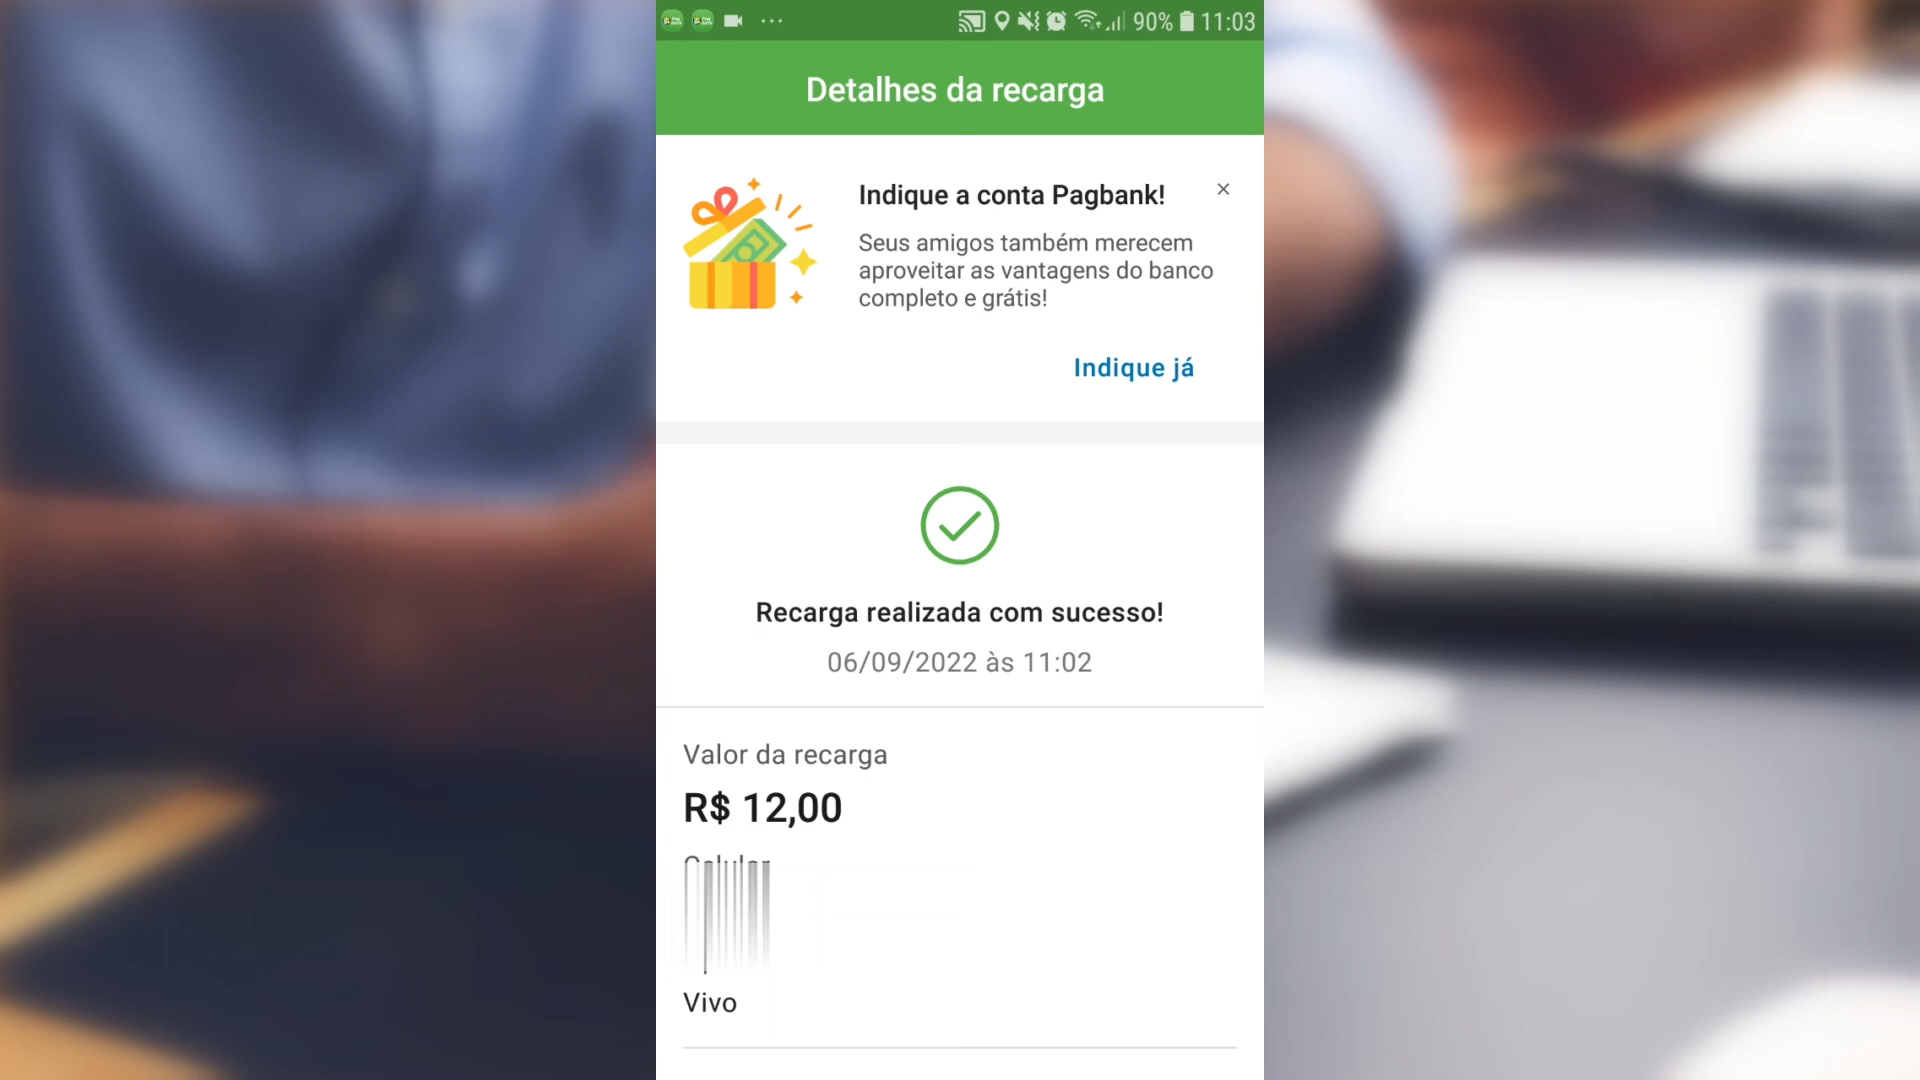 90% 11:03
Detalhes da recarga
Indique a conta Pagbank!
Seus amigos também merecem
aproveitar as vantagens do banco
completo e grátis!
Indique já
Recarga realizada com sucesso!
06/09/2022 às 11:02
Valor da recarga
R$ 12,00
Vivo